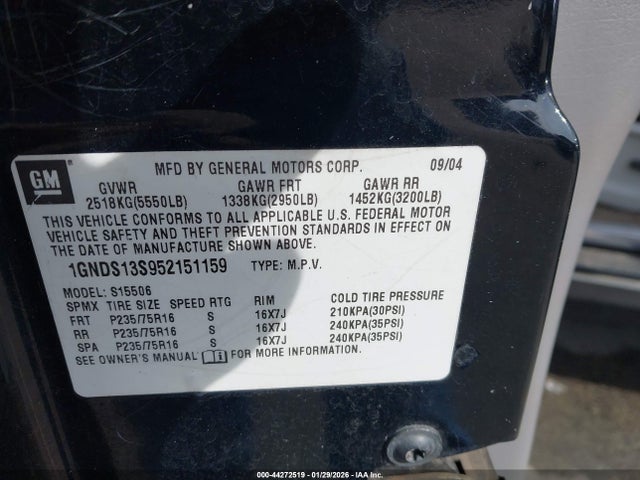 GM
MFD BY GENERAL MOTORS CORP. 09/04
GVWR GAWR FRT GAWR RR
2518KG(5550LB) 1338KG(2950LB) 1452KG(3200LB)
THIS VEHICLE CONFORMS TO ALL APPLICABLE U.S. FEDERAL MOTOR
VEHICLE SAFETY AND THEFT PREVENTION STANDARDS IN EFFECT ON
THE DATE OF MANUFACTURE SHOWN ABOVE.
1GNDS13S952151159 TYPE: M.P.V.
MODEL: S15506
SPMX TIRE SIZE SPEED RTG RIM COLD TIRE PRESSURE
FRT P235/75R16 S 16X7J 210KPA(30PSI)
RR P235/75R16 S 16X7J 240KPA(35PSI)
SPA P235/75R16 S 16X7J 240KPA(35PSI)
SEE OWNER'S MANUAL FOR MORE INFORMATION.
000-44272519 | 01/29/2026 - IAA Inc.